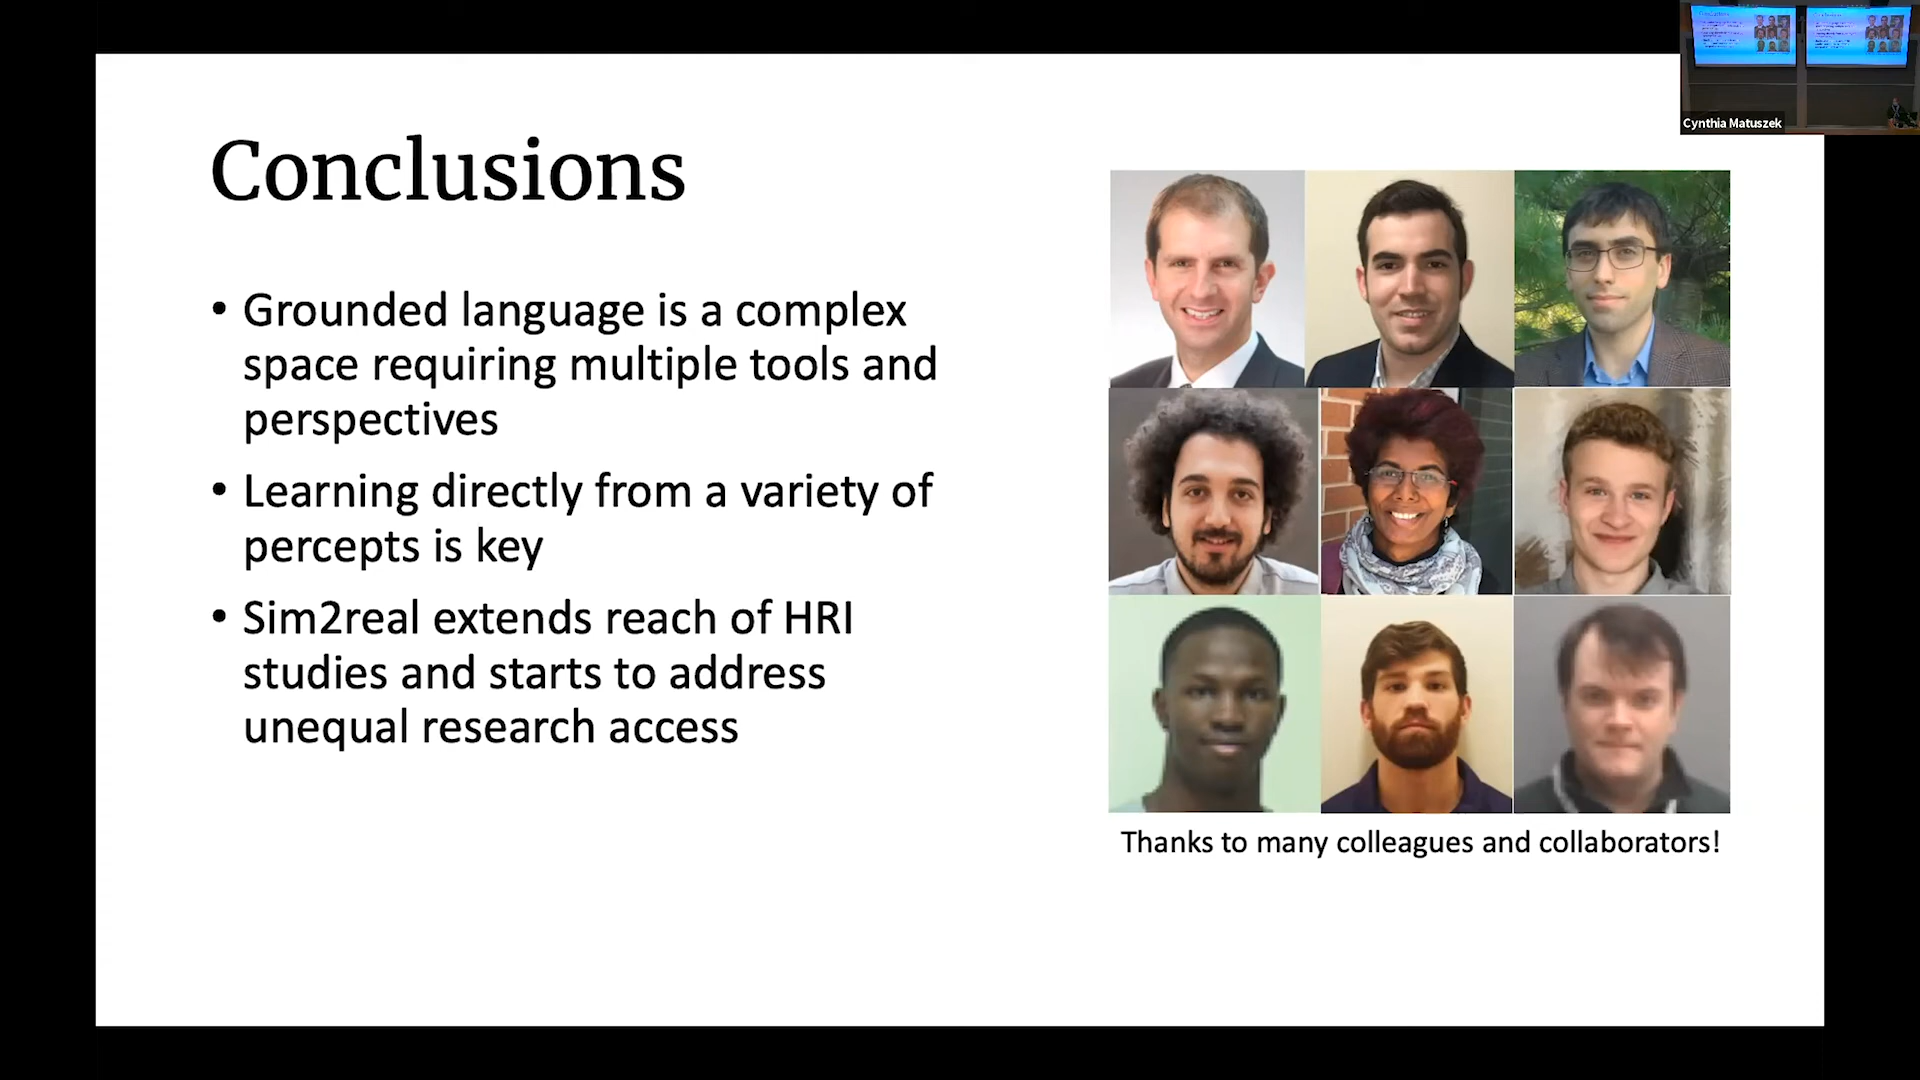 Conclusions
• Grounded language is a complex
space requiring multiple tools and
perspectives
• Learning directly from a variety of
percepts is key
• Sim2real extends reach of HRI
studies and starts to address
unequal research access
Thanks to many colleagues and collaborators!
Cynthia Matuszek